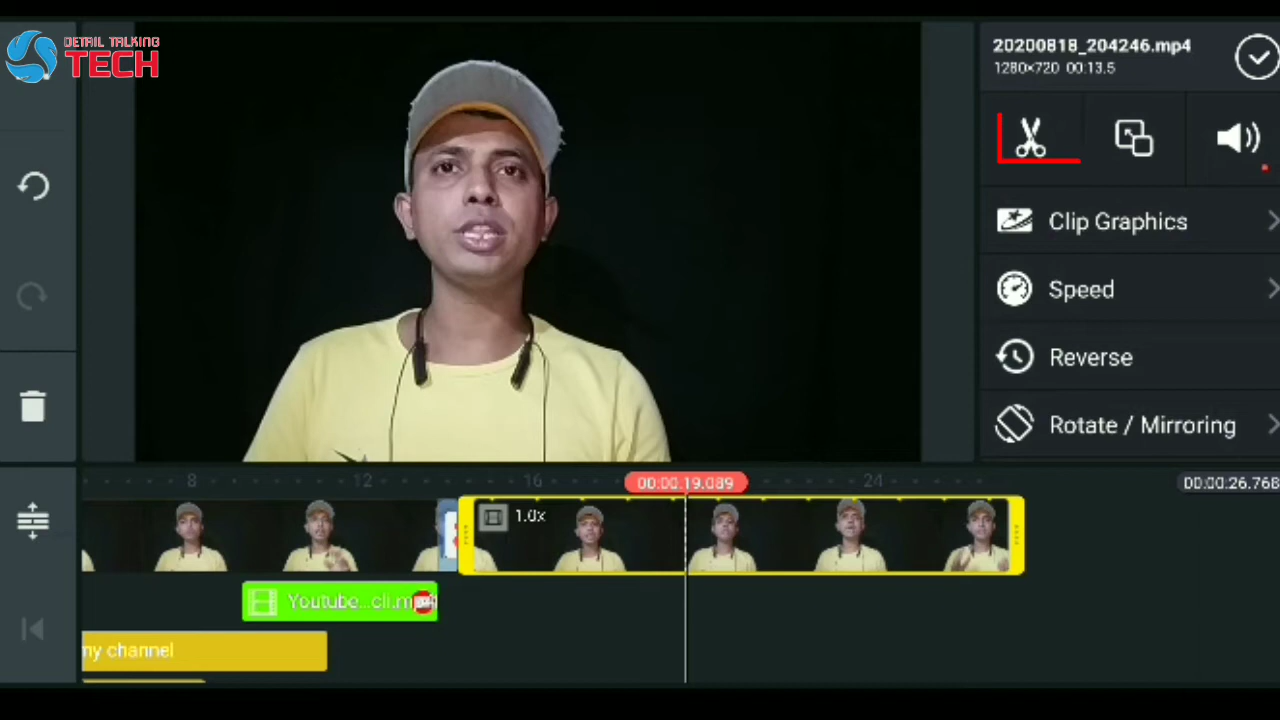 DETAIL TALKING
TECH
20200818_204246.mp4
1280×720 00:13.5
Clip Graphics
Speed
Reverse
Rotate / Mirroring
8
12
16
00:00:19.089
24
00:00:26.768
1.0x
Youtube...cli.mp4
my channel